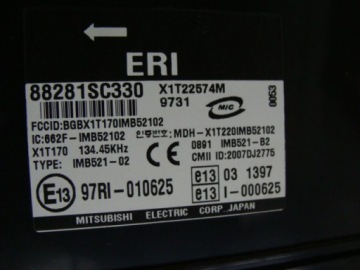 ERI
88281SC330 X1T22574M
9731 MIC 0053
FCCID:BGBX1T170IMB52102
IC:662F-IMB52102 인증번호:MDH-X1T220IMB52102
X1T170 134.45KHz 0891 IMB521-B2
TYPE: IMB521-02 CMII ID:2007DJ2775
E13 97RI-010625 e13 03 1397
e13 I-000625
MITSUBISHI ELECTRIC CORP. JAPAN